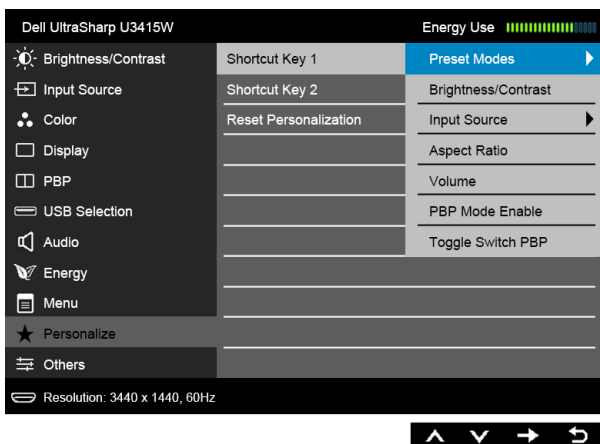 Dell UltraSharp U3415W
Energy Use
Brightness/Contrast
Shortcut Key 1
Preset Modes
Input Source
Shortcut Key 2
Brightness/Contrast
Color
Reset Personalization
Input Source
Display
Aspect Ratio
PBP
Volume
USB Selection
PBP Mode Enable
Audio
Toggle Switch PBP
Energy
Menu
Personalize
Others
Resolution: 3440 x 1440, 60Hz